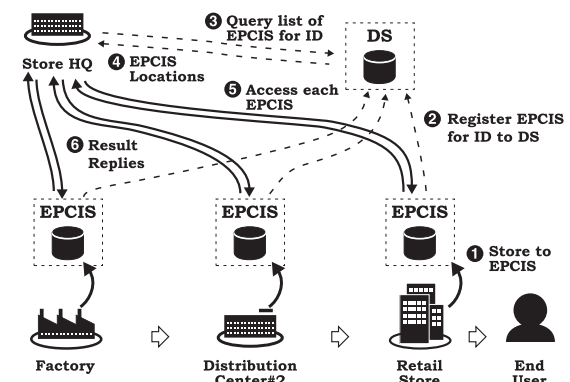 ❸ Query list of
EPCIS for ID
DS
Store HQ
❹ EPCIS
Locations
❺ Access each
EPCIS
❷ Register EPCIS
for ID to DS
❻ Result
Replies
EPCIS
EPCIS
EPCIS
❶ Store to
EPCIS
Factory
Distribution
Center#2
Retail
Store
End
User